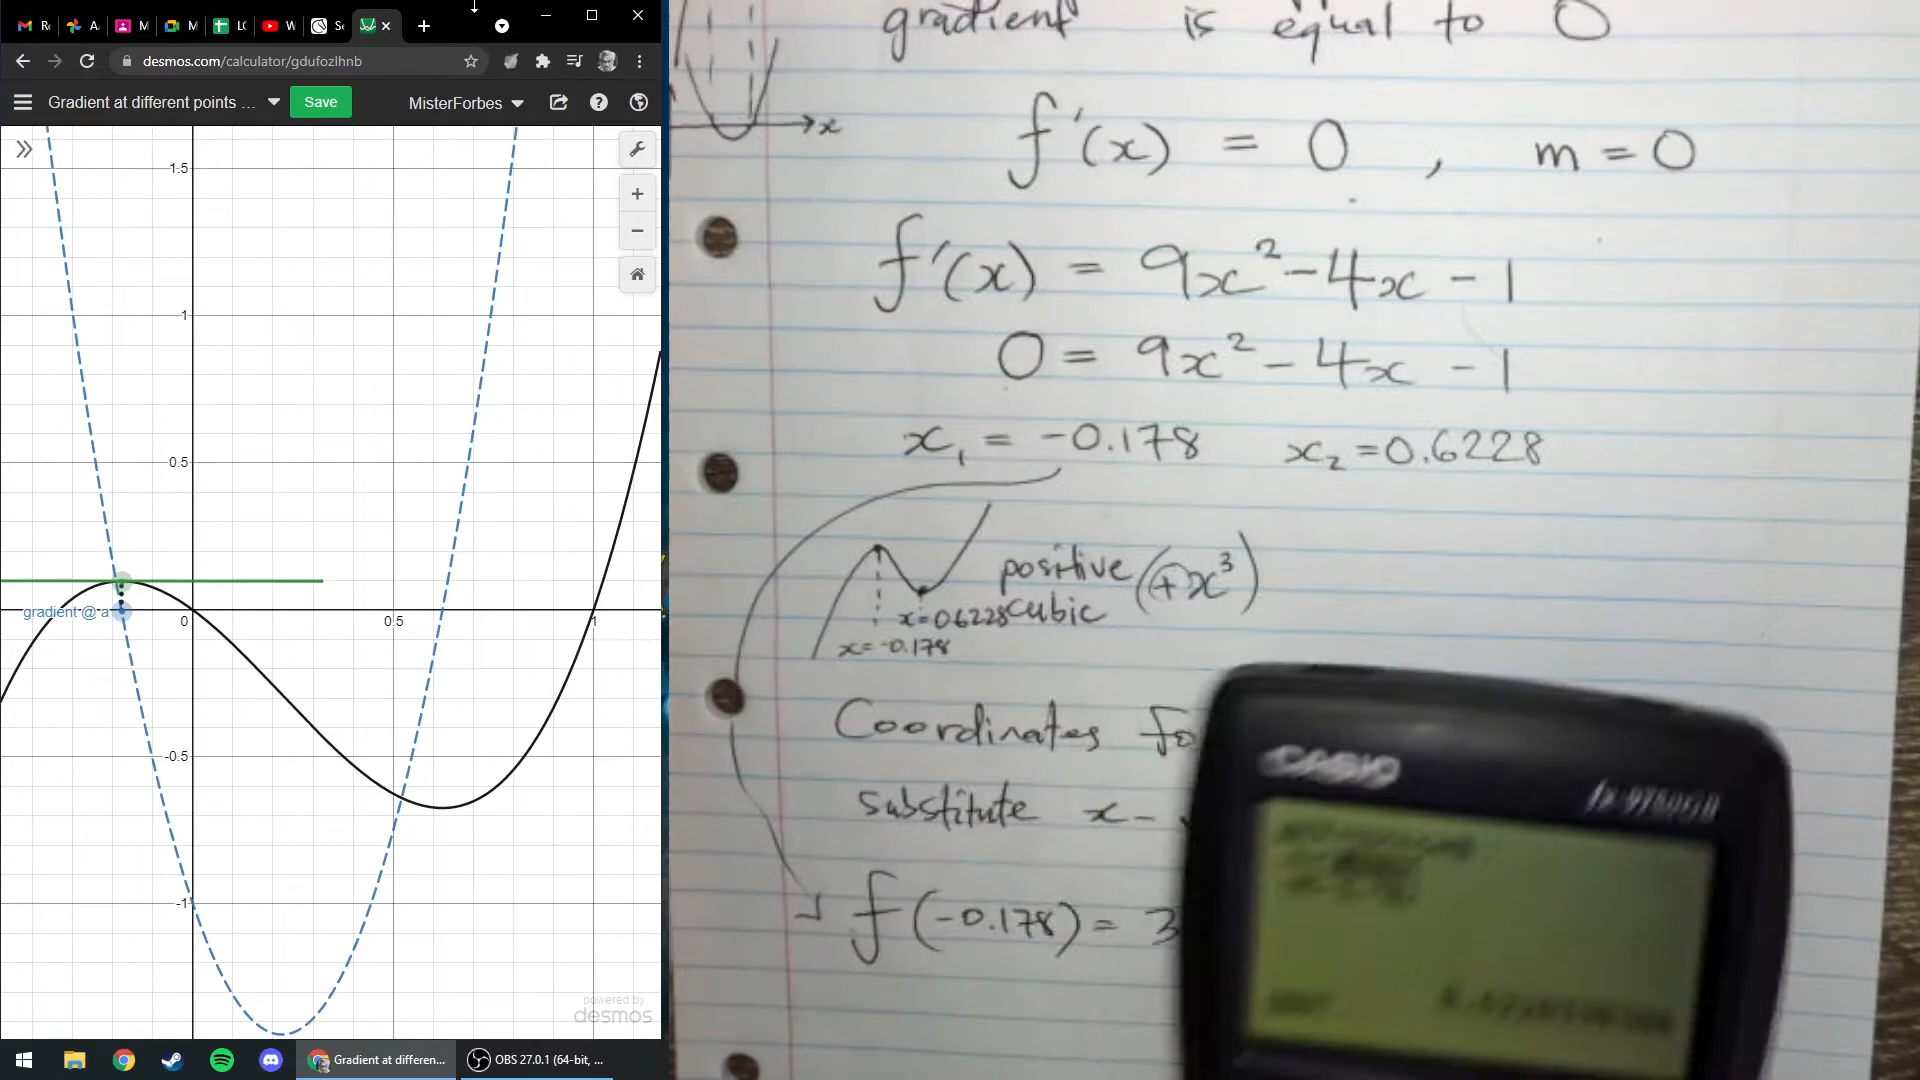 R
A
M
M
LC
W
Se
desmos.com/calculator/gdufozlhnb
Gradient at different points ...
Save
MisterForbes
1.5
1
0.5
gradient @ a
0
0.5
1
-0.5
-1
powered by
desmos
Gradient at differen...
OBS 27.0.1 (64-bit, ...
gradient is equal to 0
x
f'(x) = 0 , m = 0
f'(x) = 9x² - 4x - 1
0 = 9x² - 4x - 1
x₁ = -0.178 x₂ = 0.6228
positive (+x³)
x=0.6228 cubic
x=-0.178
Coordinates fo
substitute x-
f(-0.178) = 3
CASIO